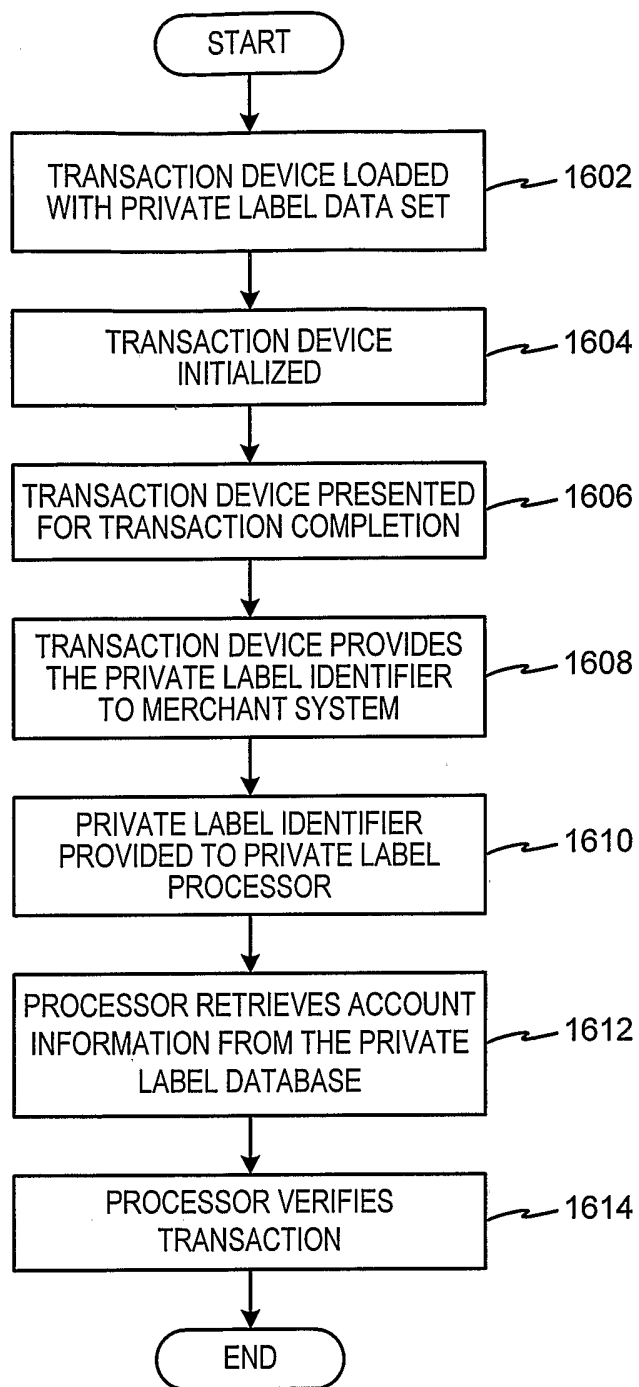 START
TRANSACTION DEVICE LOADED
WITH PRIVATE LABEL DATA SET
1602
TRANSACTION DEVICE
INITIALIZED
1604
TRANSACTION DEVICE PRESENTED
FOR TRANSACTION COMPLETION
1606
TRANSACTION DEVICE PROVIDES
THE PRIVATE LABEL IDENTIFIER
TO MERCHANT SYSTEM
1608
PRIVATE LABEL IDENTIFIER
PROVIDED TO PRIVATE LABEL
PROCESSOR
1610
PROCESSOR RETRIEVES ACCOUNT
INFORMATION FROM THE PRIVATE
LABEL DATABASE
1612
PROCESSOR VERIFIES
TRANSACTION
1614
END